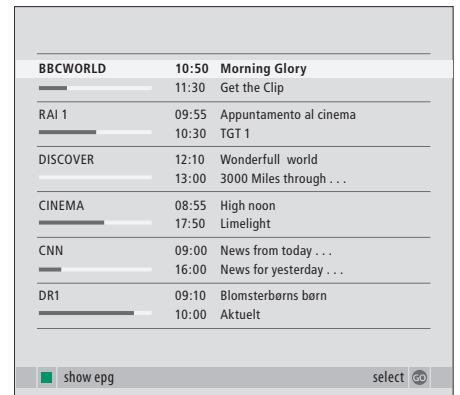 BBCWORLD 10:50 Morning Glory
11:30 Get the Clip
RAI 1 09:55 Appuntamento al cinema
10:30 TGT 1
DISCOVER 12:10 Wonderfull world
13:00 3000 Miles through . . .
CINEMA 08:55 High noon
17:50 Limelight
CNN 09:00 News from today . . .
16:00 News for yesterday . . .
DR1 09:10 Blomsterbørns børn
10:00 Aktuelt
show epg select GO